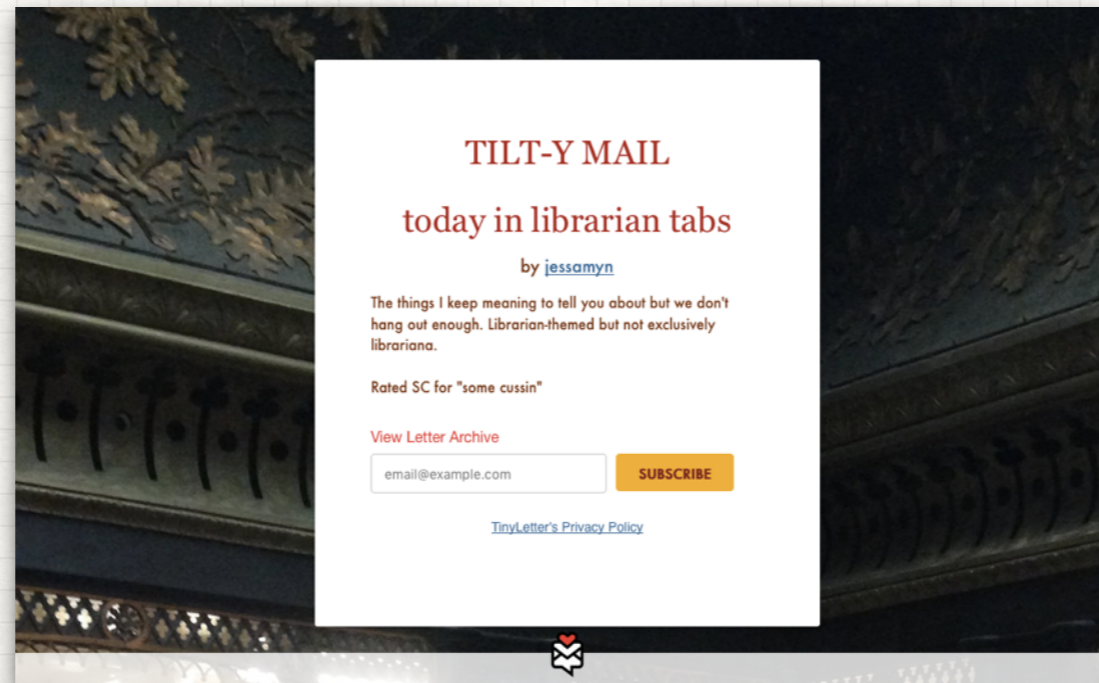 TILT-Y MAIL
today in librarian tabs
by jessamyn
The things I keep meaning to tell you about but we don't
hang out enough. Librarian-themed but not exclusively
librariana.
Rated SC for "some cussin"
View Letter Archive
email@example.com
SUBSCRIBE
TinyLetter's Privacy Policy